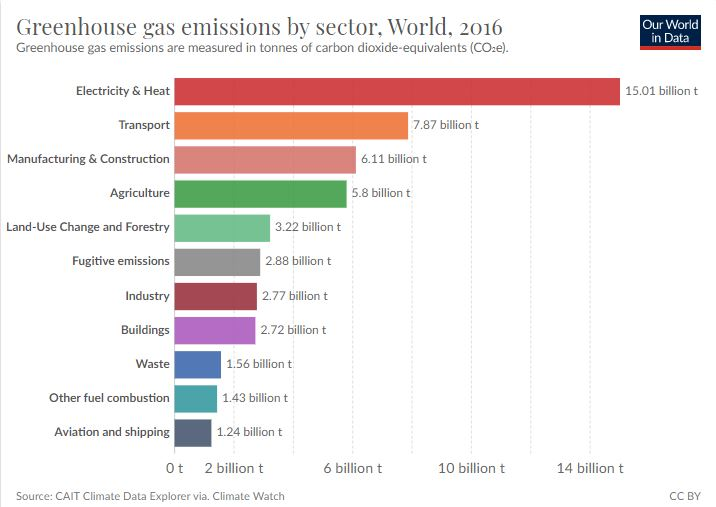 Greenhouse gas emissions by sector, World, 2016
Greenhouse gas emissions are measured in tonnes of carbon dioxide-equivalents (CO₂e).
Our World
in Data
Electricity & Heat 15.01 billion t
Transport 7.87 billion t
Manufacturing & Construction 6.11 billion t
Agriculture 5.8 billion t
Land-Use Change and Forestry 3.22 billion t
Fugitive emissions 2.88 billion t
Industry 2.77 billion t
Buildings 2.72 billion t
Waste 1.56 billion t
Other fuel combustion 1.43 billion t
Aviation and shipping 1.24 billion t
0 t 2 billion t 6 billion t 10 billion t 14 billion t
Source: CAIT Climate Data Explorer via. Climate Watch CC BY